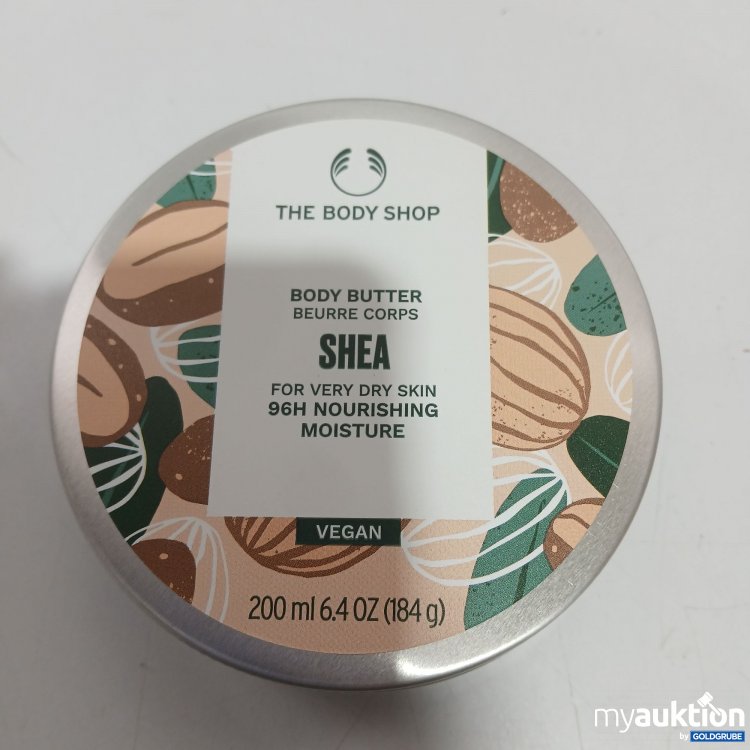 THE BODY SHOP
BODY BUTTER
BEURRE CORPS
SHEA
FOR VERY DRY SKIN
96H NOURISHING
MOISTURE
VEGAN
200 ml 6.4 OZ (184 g)
myauktion
by GOLDGRUBE